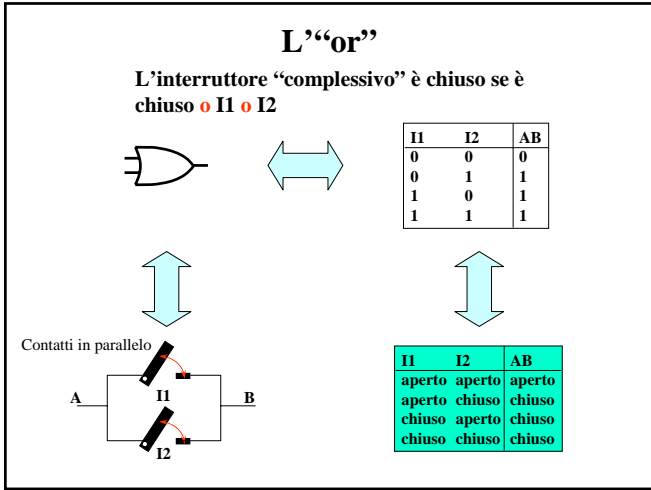 L'“or”
L'interruttore “complessivo” è chiuso se è
chiuso o I1 o I2
I1 I2 AB
0 0 0
0 1 1
1 0 1
1 1 1
Contatti in parallelo
A I1 B
I2
I1 I2 AB
aperto aperto aperto
aperto chiuso chiuso
chiuso aperto chiuso
chiuso chiuso chiuso